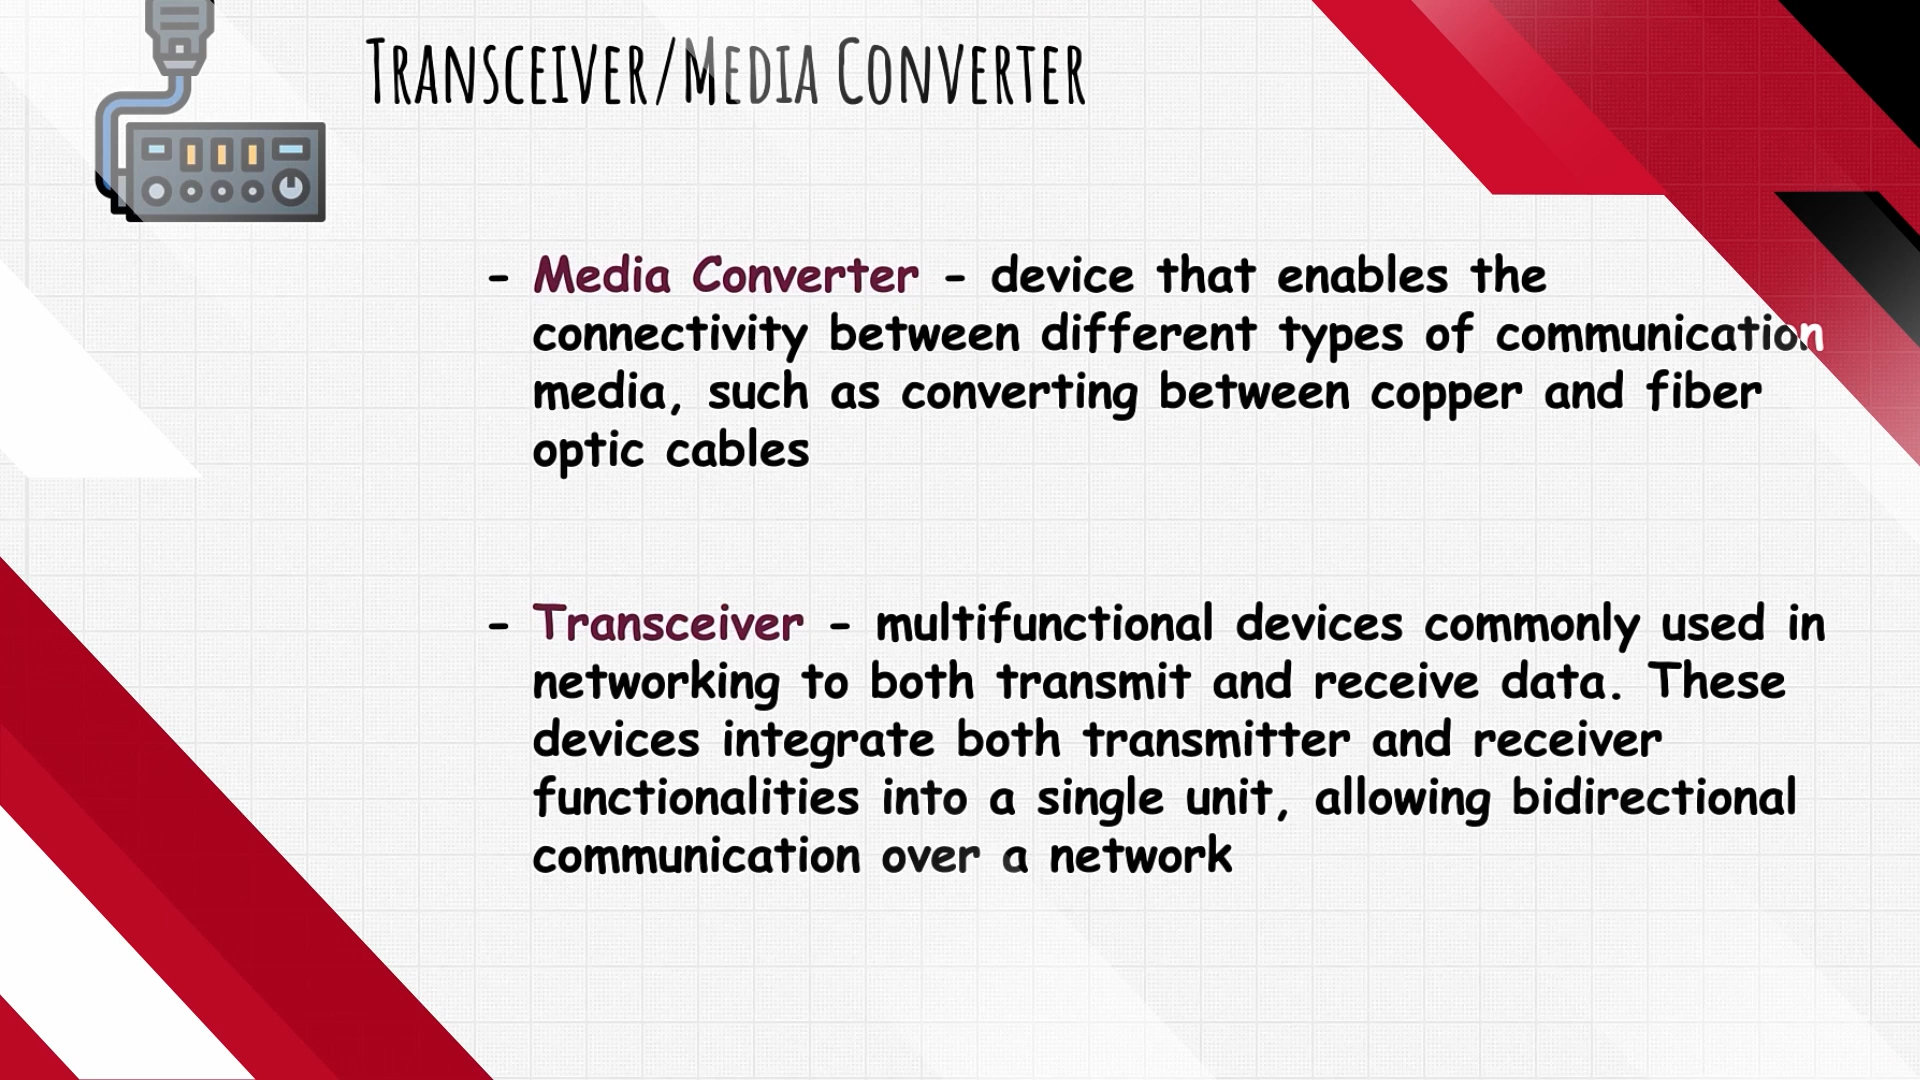 Transceiver/Media Converter
- Media Converter - device that enables the
connectivity between different types of communication
media, such as converting between copper and fiber
optic cables
- Transceiver - multifunctional devices commonly used in
networking to both transmit and receive data. These
devices integrate both transmitter and receiver
functionalities into a single unit, allowing bidirectional
communication over a network